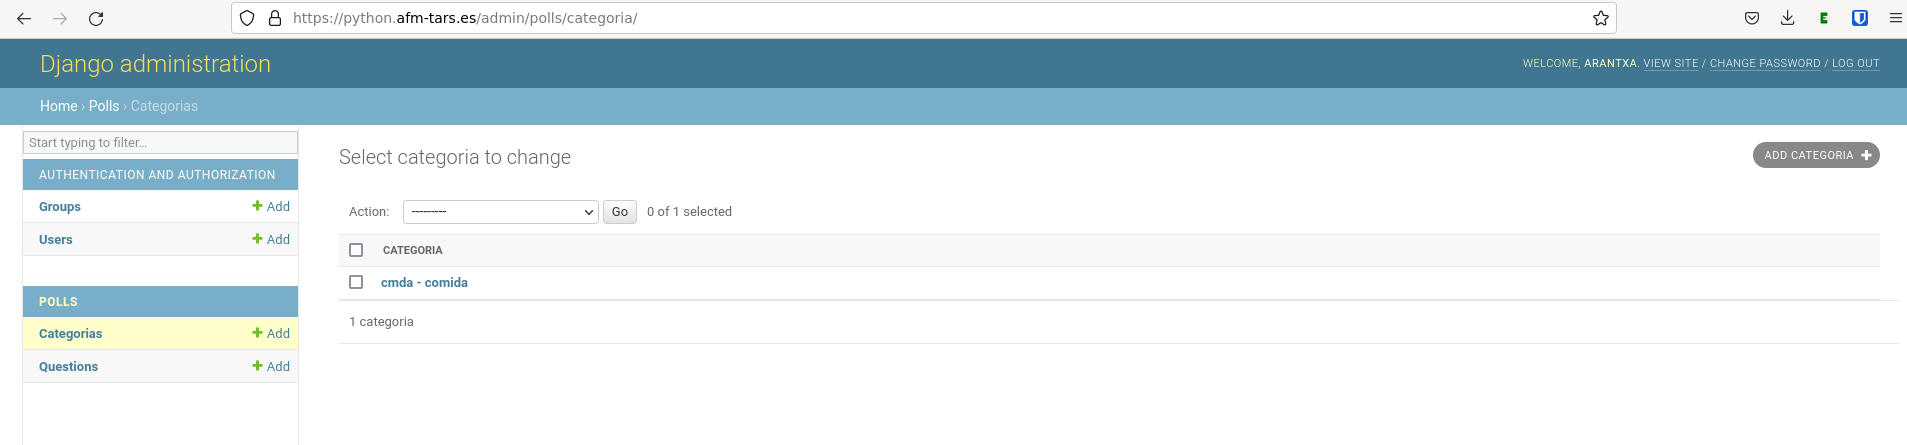 https://python.afm-tars.es/admin/polls/categoria/
E
Django administration
WELCOME, ARANTXA. VIEW SITE / CHANGE PASSWORD / LOG OUT
Home › Polls › Categorias
Start typing to filter...
AUTHENTICATION AND AUTHORIZATION
Groups + Add
Users + Add
POLLS
Categorias + Add
Questions + Add
Select categoria to change
ADD CATEGORIA +
Action: --------- Go 0 of 1 selected
CATEGORIA
cmda - comida
1 categoria